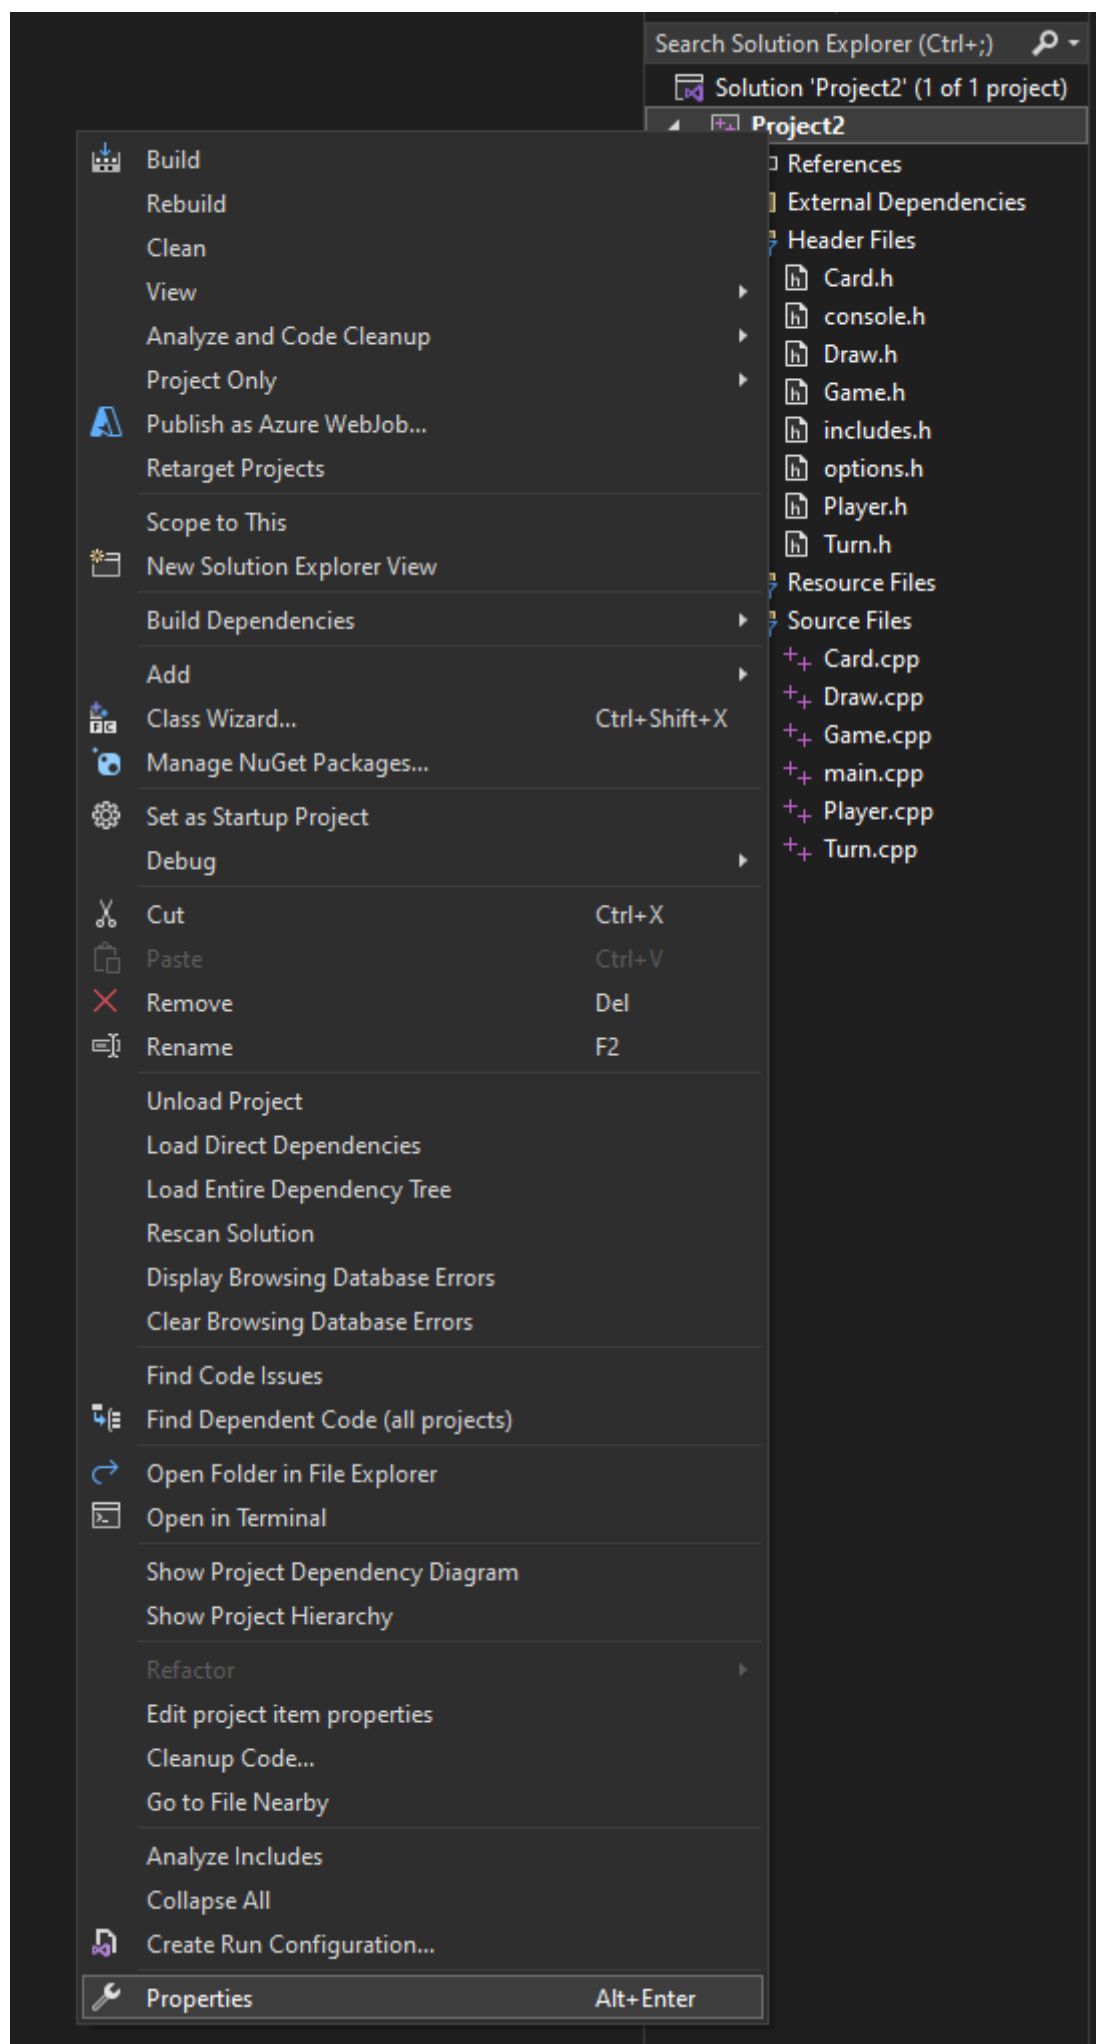 Search Solution Explorer (Ctrl+;)
Solution 'Project2' (1 of 1 project)
Project2
References
External Dependencies
Header Files
Card.h
console.h
Draw.h
Game.h
includes.h
options.h
Player.h
Turn.h
Resource Files
Source Files
Card.cpp
Draw.cpp
Game.cpp
main.cpp
Player.cpp
Turn.cpp
Build
Rebuild
Clean
View
Analyze and Code Cleanup
Project Only
Publish as Azure WebJob...
Retarget Projects
Scope to This
New Solution Explorer View
Build Dependencies
Add
Class Wizard... Ctrl+Shift+X
Manage NuGet Packages...
Set as Startup Project
Debug
Cut Ctrl+X
Paste Ctrl+V
Remove Del
Rename F2
Unload Project
Load Direct Dependencies
Load Entire Dependency Tree
Rescan Solution
Display Browsing Database Errors
Clear Browsing Database Errors
Find Code Issues
Find Dependent Code (all projects)
Open Folder in File Explorer
Open in Terminal
Show Project Dependency Diagram
Show Project Hierarchy
Refactor
Edit project item properties
Cleanup Code...
Go to File Nearby
Analyze Includes
Collapse All
Create Run Configuration...
Properties Alt+Enter